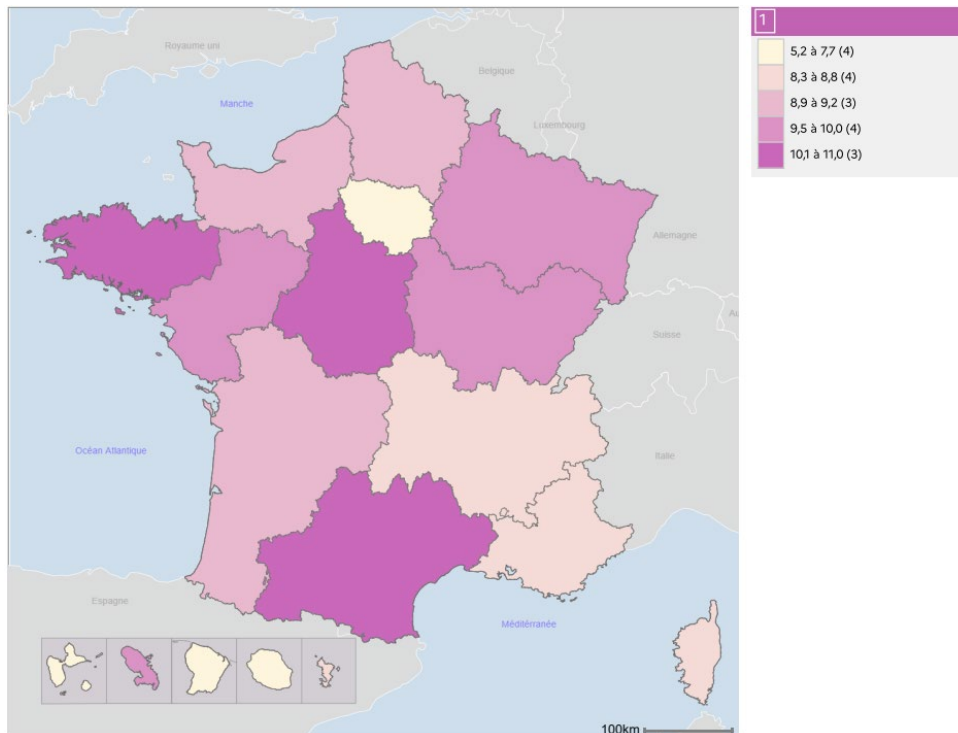 1
5,2 à 7,7 (4)
8,3 à 8,8 (4)
8,9 à 9,2 (3)
9,5 à 10,0 (4)
10,1 à 11,0 (3)
Royaume uni
Belgique
Manche
Luxembourg
Allemagne
Au
Suisse
Océan Atlantique
Italie
Espagne
Méditérranée
100km